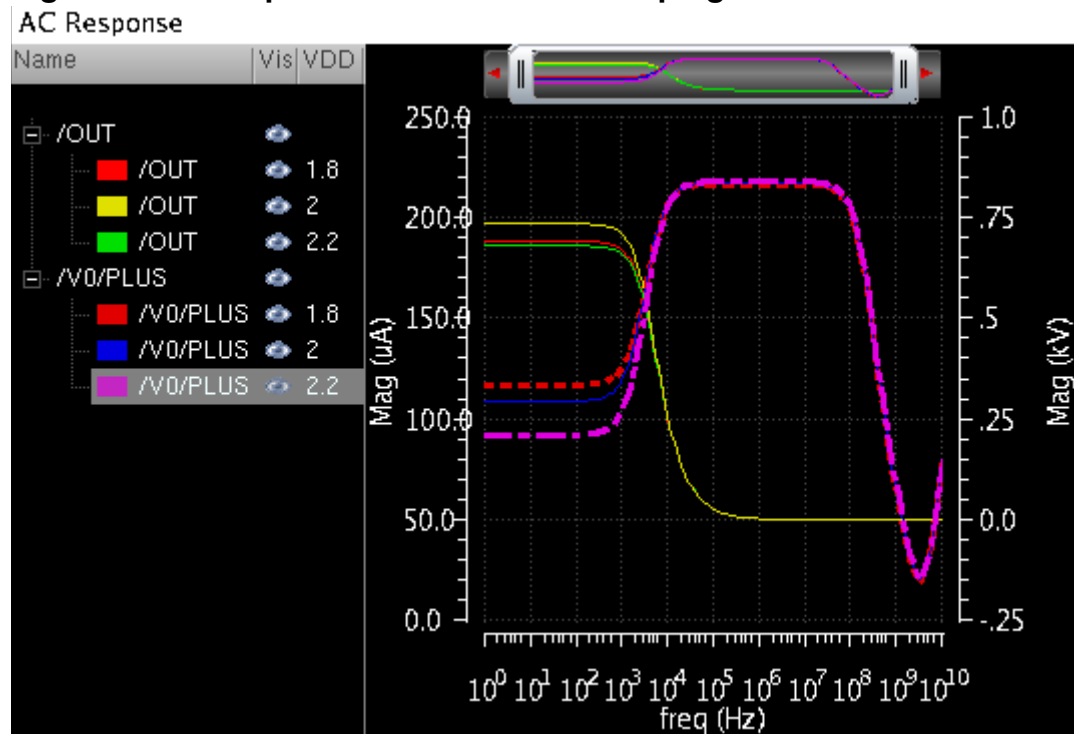 AC Response
Name Vis VDD
/OUT
/OUT 1.8
/OUT 2
/OUT 2.2
/V0/PLUS
/V0/PLUS 1.8
/V0/PLUS 2
/V0/PLUS 2.2
Mag (uA)
250.0
200.0
150.0
100.0
50.0
0.0
1.0
.75
.5
.25
0.0
-.25
Mag (kV)
10⁰ 10¹ 10² 10³ 10⁴ 10⁵ 10⁶ 10⁷ 10⁸ 10⁹ 10¹⁰
freq (Hz)